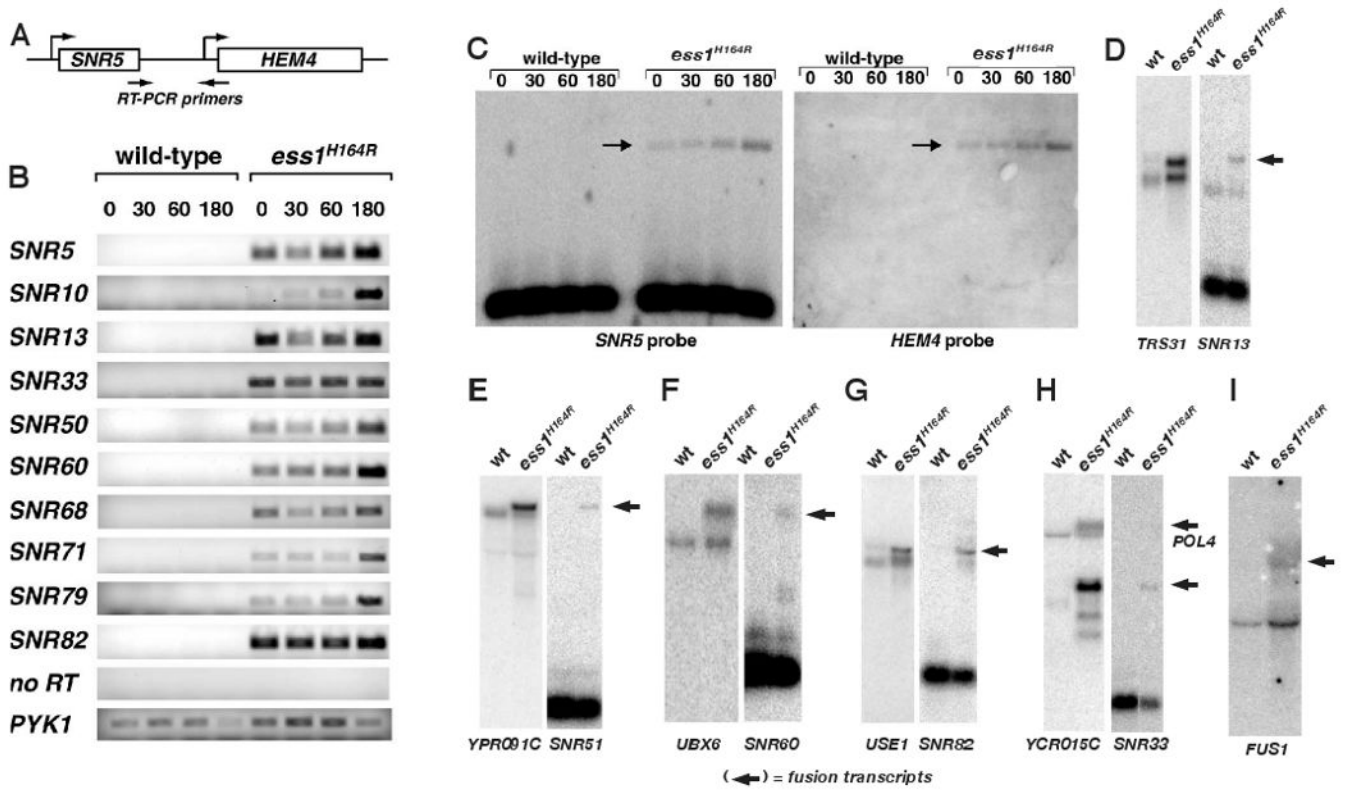 A
SNR5
HEM4
RT-PCR primers
B
wild-type
ess1H164R
0 30 60 180 0 30 60 180
SNR5
SNR10
SNR13
SNR33
SNR50
SNR60
SNR68
SNR71
SNR79
SNR82
no RT
PYK1
C
wild-type
ess1H164R
wild-type
ess1H164R
0 30 60 180 0 30 60 180
0 30 60 180 0 30 60 180
SNR5 probe
HEM4 probe
D
wt
ess1H164R
wt
ess1H164R
TRS31
SNR13
E
wt
ess1H164R
wt
ess1H164R
YPR091C
SNR51
F
wt
ess1H164R
wt
ess1H164R
UBX6
SNR60
G
wt
ess1H164R
wt
ess1H164R
USE1
SNR82
H
wt
ess1H164R
wt
ess1H164R
POL4
YCR015C
SNR33
I
wt
ess1H164R
FUS1
(←) = fusion transcripts